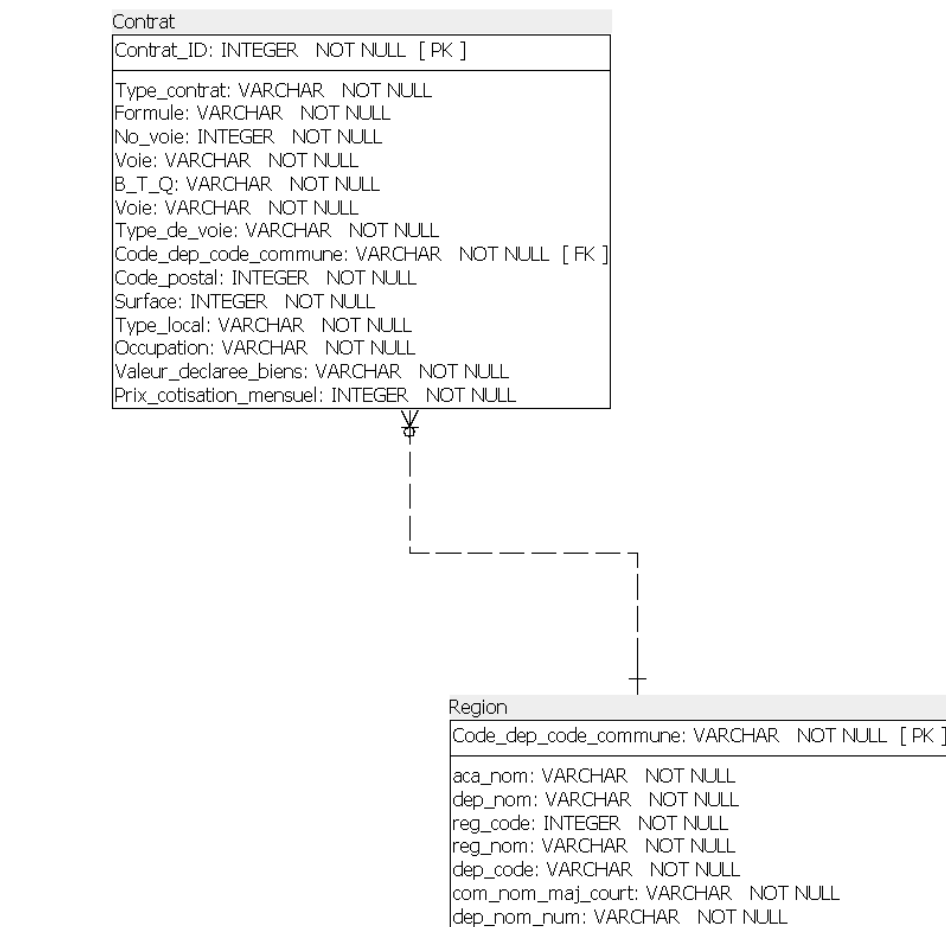 Contrat
Contrat_ID: INTEGER NOT NULL [ PK ]
Type_contrat: VARCHAR NOT NULL
Formule: VARCHAR NOT NULL
No_voie: INTEGER NOT NULL
Voie: VARCHAR NOT NULL
B_T_Q: VARCHAR NOT NULL
Voie: VARCHAR NOT NULL
Type_de_voie: VARCHAR NOT NULL
Code_dep_code_commune: VARCHAR NOT NULL [ FK ]
Code_postal: INTEGER NOT NULL
Surface: INTEGER NOT NULL
Type_local: VARCHAR NOT NULL
Occupation: VARCHAR NOT NULL
Valeur_declaree_biens: VARCHAR NOT NULL
Prix_cotisation_mensuel: INTEGER NOT NULL
Region
Code_dep_code_commune: VARCHAR NOT NULL [ PK ]
aca_nom: VARCHAR NOT NULL
dep_nom: VARCHAR NOT NULL
reg_code: INTEGER NOT NULL
reg_nom: VARCHAR NOT NULL
dep_code: VARCHAR NOT NULL
com_nom_maj_court: VARCHAR NOT NULL
dep_nom_num: VARCHAR NOT NULL